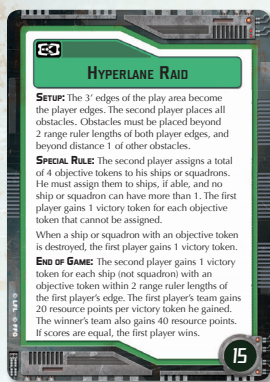 HYPERLANE RAID
SETUP: The 3' edges of the play area become
the player edges. The second player places all
obstacles. Obstacles must be placed beyond
2 range ruler lengths of both player edges, and
beyond distance 1 of other obstacles.
SPECIAL RULE: The second player assigns a total
of 4 objective tokens to his ships or squadrons.
He must assign them to ships, if able, and no
ship or squadron can have more than 1. The first
player gains 1 victory token for each objective
token that cannot be assigned.
When a ship or squadron with an objective token
is destroyed, the first player gains 1 victory token.
END OF GAME: The second player gains 1 victory
token for each ship (not squadron) with an
objective token within 2 range ruler lengths of
the first player's edge. The first player's team gains
20 resource points per victory token he gained.
The winner's team also gains 40 resource points.
If scores are equal, the first player wins.
© LFL © FFG
15